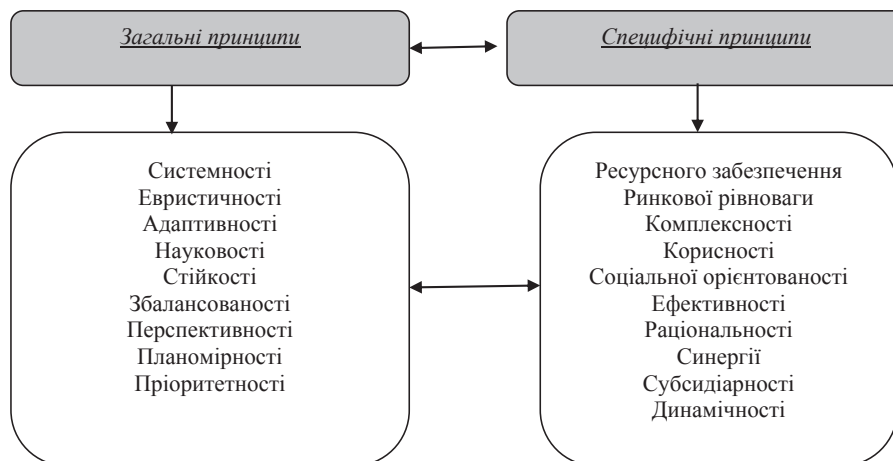 Загальні принципи
Специфічні принципи
Системності
Евристичності
Адаптивності
Науковості
Стійкості
Збалансованості
Перспективності
Планомірності
Пріоритетності
Ресурсного забезпечення
Ринкової рівноваги
Комплексності
Корисності
Соціальної орієнтованості
Ефективності
Раціональності
Синергії
Субсидіарності
Динамічності